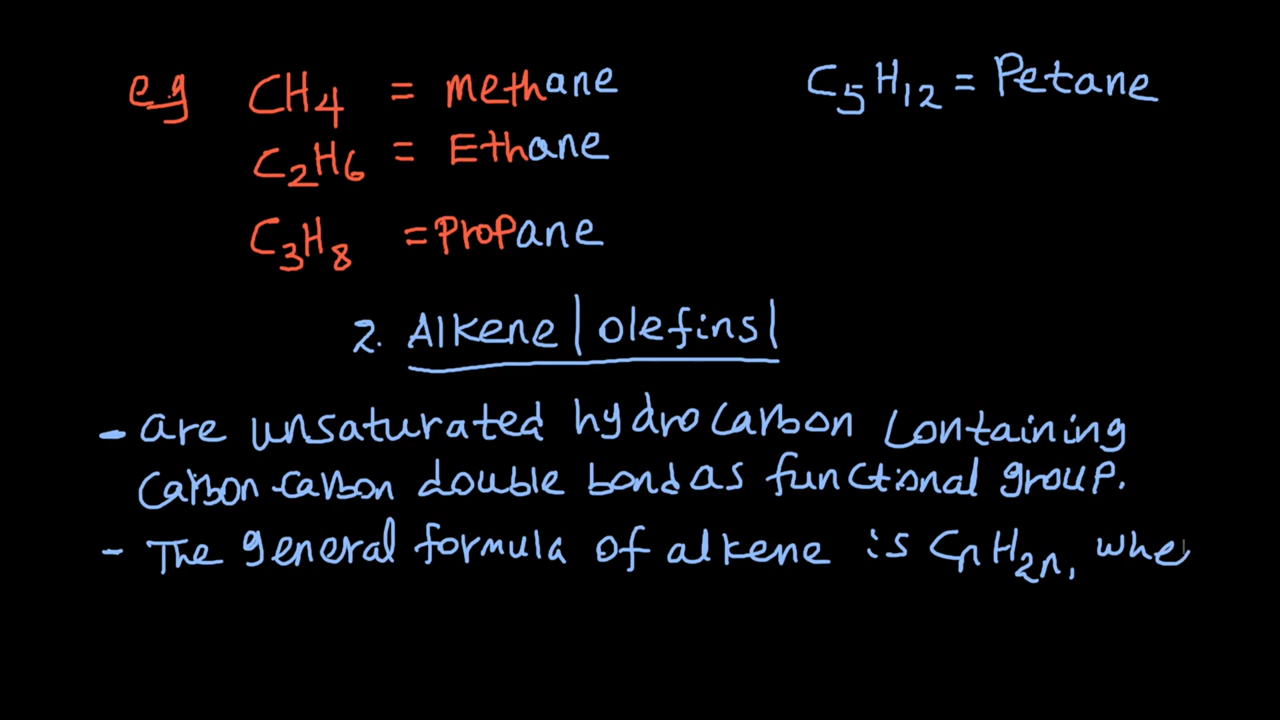 e.g CH4 = methane
C5H12 = Petane
C2H6 = Ethane
C3H8 = Propane
2. Alkene | olefins |
- are unsaturated hydrocarbon containing
carbon-carbon double bond as functional group.
- The general formula of alkene is CnH2n, whe